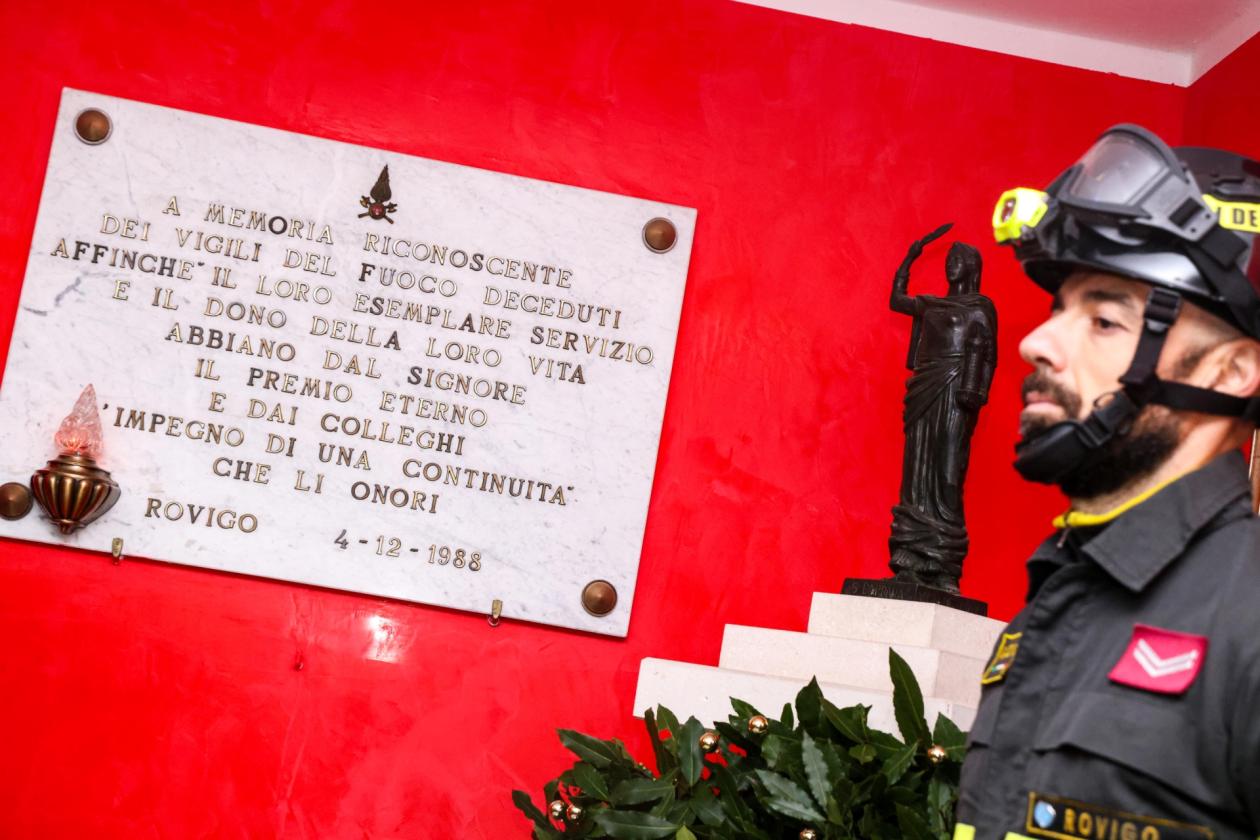 A MEMORIA RICONOSCENTE
DEI VIGILI DEL FUOCO DECEDUTI
AFFINCHE' IL LORO ESEMPLARE SERVIZIO
E IL DONO DELLA LORO VITA
ABBIANO DAL SIGNORE
IL PREMIO ETERNO
E DAI COLLEGHI
'IMPEGNO DI UNA CONTINUITA'
CHE LI ONORI
ROVIGO 4-12-1988
DE
ROVIGO